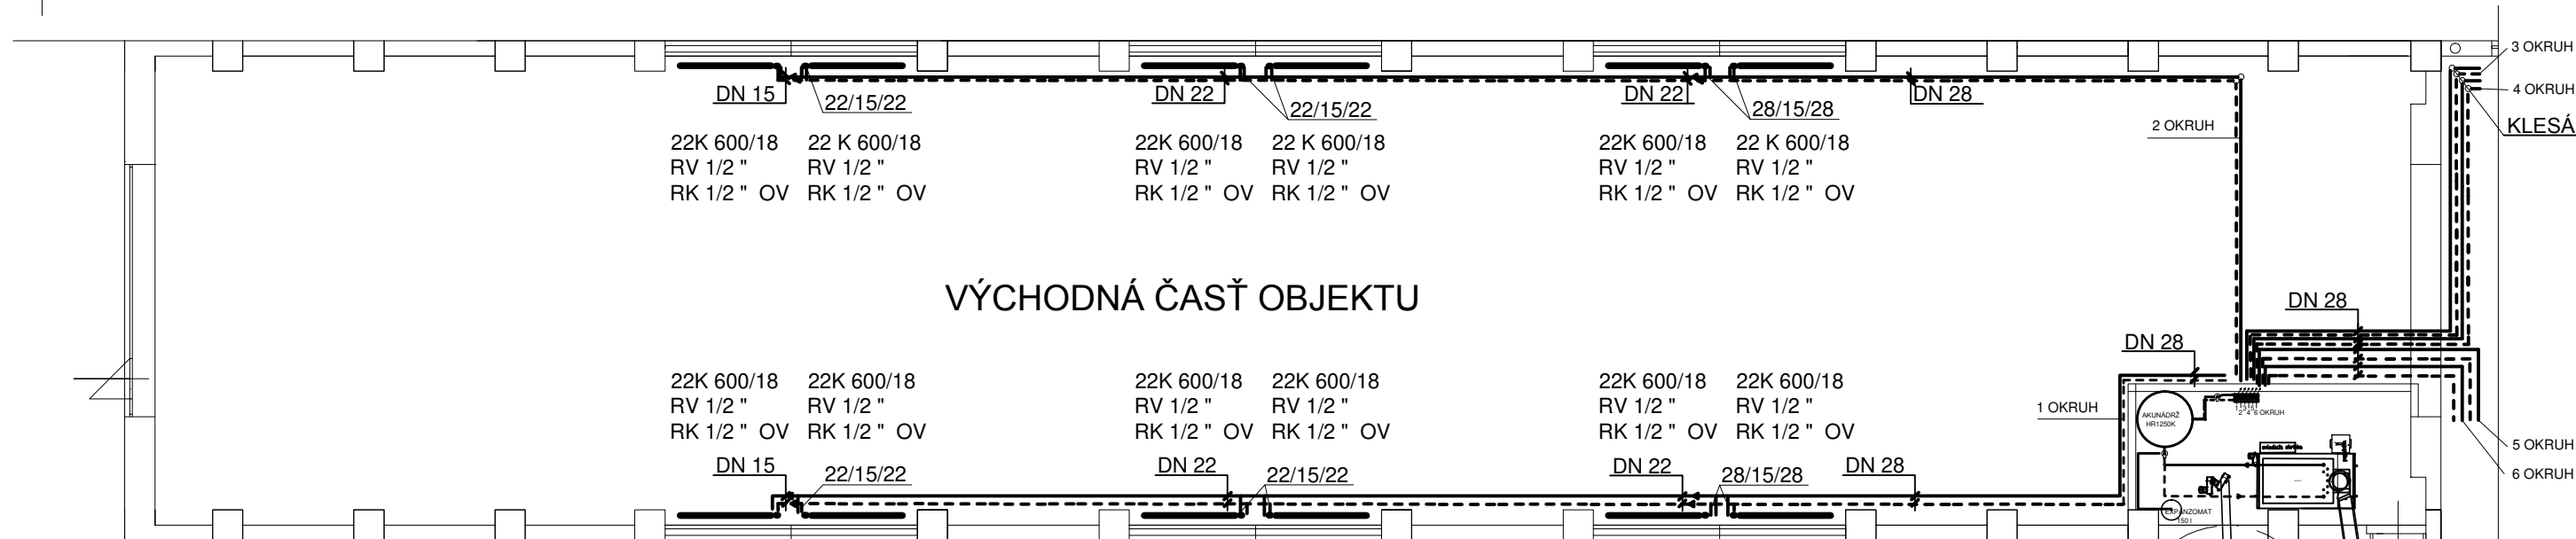 3 OKRUH
4 OKRUH
KLESÁ
DN 15
22/15/22
DN 22
22/15/22
DN 22
28/15/28
DN 28
2 OKRUH
22K 600/18
RV 1/2 "
RK 1/2 " OV
22 K 600/18
RV 1/2 "
RK 1/2 " OV
22K 600/18
RV 1/2 "
RK 1/2 " OV
22 K 600/18
RV 1/2 "
RK 1/2 " OV
22K 600/18
RV 1/2 "
RK 1/2 " OV
22 K 600/18
RV 1/2 "
RK 1/2 " OV
VÝCHODNÁ ČASŤ OBJEKTU
DN 28
DN 28
22K 600/18
RV 1/2 "
RK 1/2 " OV
22K 600/18
RV 1/2 "
RK 1/2 " OV
22K 600/18
RV 1/2 "
RK 1/2 " OV
22K 600/18
RV 1/2 "
RK 1/2 " OV
22K 600/18
RV 1/2 "
RK 1/2 " OV
22K 600/18
RV 1/2 "
RK 1/2 " OV
1 OKRUH
AKUNÁDRŽ
HR1250K
1 3 5
2 4 6 OKRUH
5 OKRUH
6 OKRUH
DN 15
22/15/22
DN 22
22/15/22
DN 22
28/15/28
DN 28
EXPANZOMAT
150 l